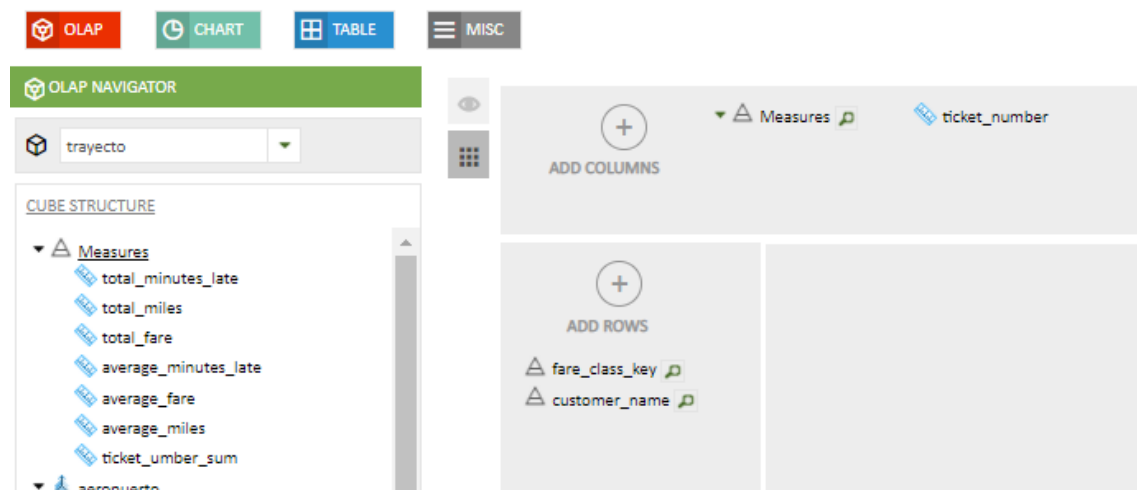 OLAP CHART TABLE MISC
OLAP NAVIGATOR
trayecto
CUBE STRUCTURE
Measures
total_minutes_late
total_miles
total_fare
average_minutes_late
average_fare
average_miles
ticket_umber_sum
aeropuerto
ADD COLUMNS
Measures ticket_number
ADD ROWS
fare_class_key
customer_name